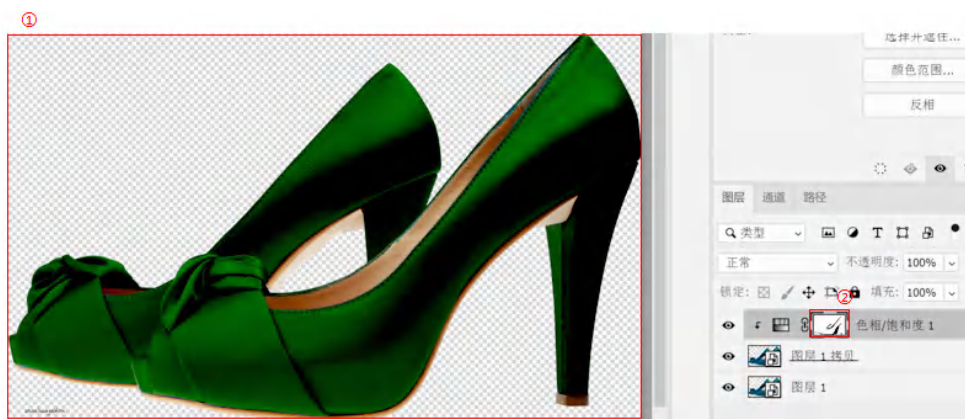 ①
选择并遮住...
颜色范围...
反相
图层 通道 路径
类型
正常 不透明度: 100%
锁定: 填充: 100%
②
色相/饱和度 1
图层 1 拷贝
图层 1